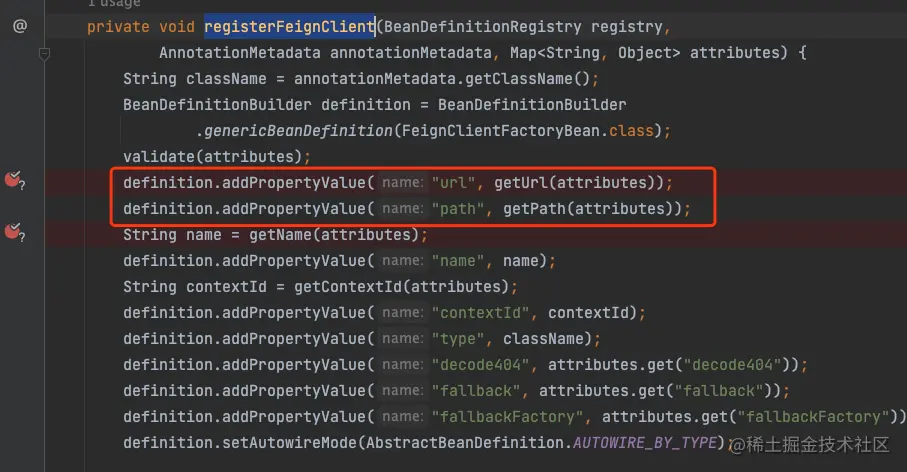 1 usage
@
private void registerFeignClient(BeanDefinitionRegistry registry,
AnnotationMetadata annotationMetadata, Map<String, Object> attributes) {
String className = annotationMetadata.getClassName();
BeanDefinitionBuilder definition = BeanDefinitionBuilder
.genericBeanDefinition(FeignClientFactoryBean.class);
validate(attributes);
definition.addPropertyValue( name: "url", getUrl(attributes));
definition.addPropertyValue( name: "path", getPath(attributes));
String name = getName(attributes);
definition.addPropertyValue( name: "name", name);
String contextId = getContextId(attributes);
definition.addPropertyValue( name: "contextId", contextId);
definition.addPropertyValue( name: "type", className);
definition.addPropertyValue( name: "decode404", attributes.get("decode404"));
definition.addPropertyValue( name: "fallback", attributes.get("fallback"));
definition.addPropertyValue( name: "fallbackFactory", attributes.get("fallbackFactory"))
definition.setAutowireMode(AbstractBeanDefinition.AUTOWIRE_BY_TYPE);
@稀土掘金技术社区